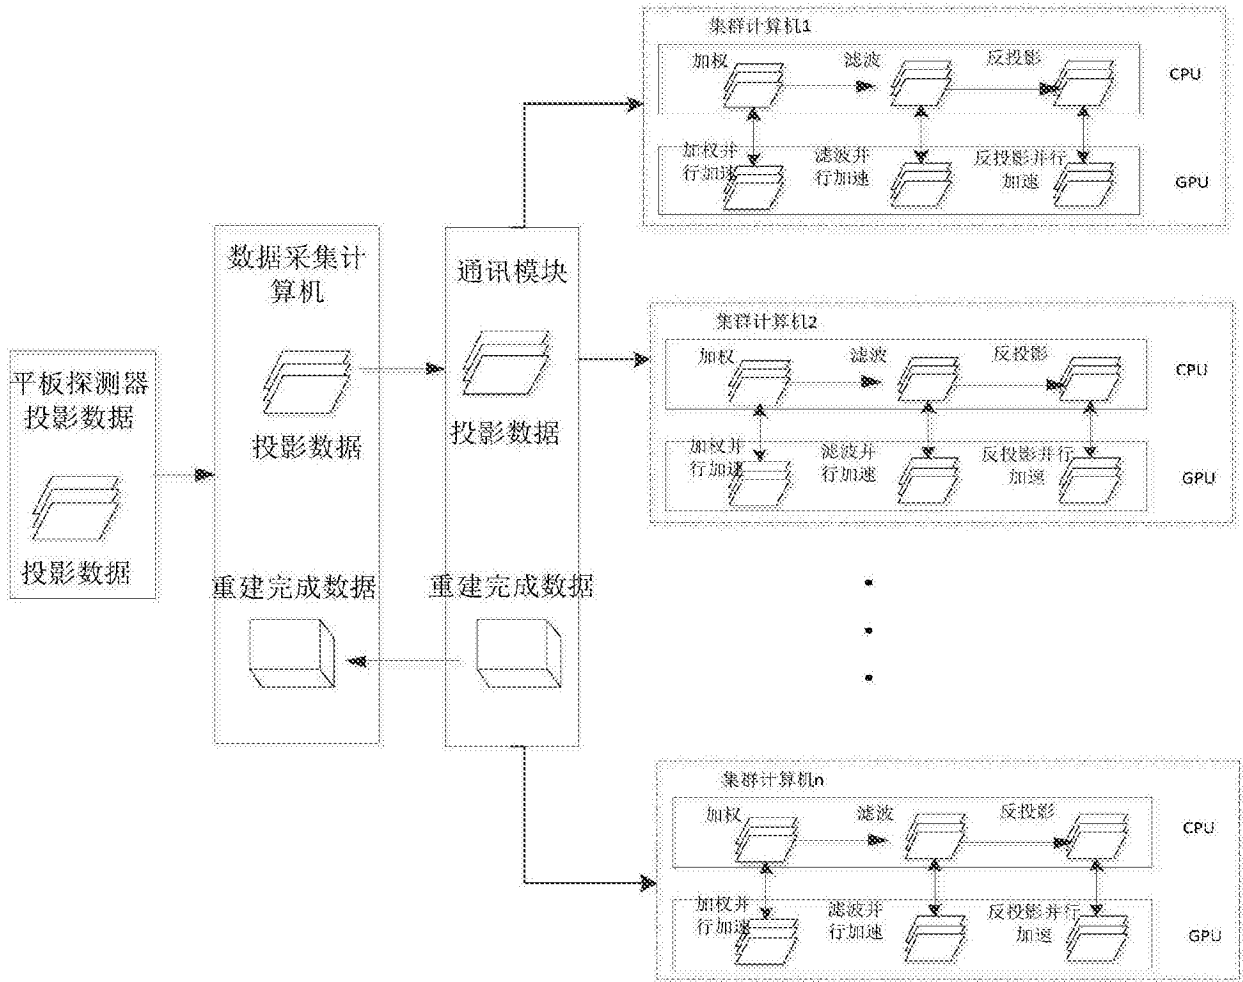 平板探测器
投影数据
投影数据
数据采集计
算机
投影数据
重建完成数据
通讯模块
投影数据
重建完成数据
集群计算机1
加权
滤波
反投影
CPU
加权并
行加速
滤波并
行加速
反投影并行
加速
GPU
集群计算机2
加权
滤波
反投影
CPU
加权并
行加速
滤波并
行加速
反投影并行
加速
GPU
集群计算机n
加权
滤波
反投影
CPU
加权并
行加速
滤波并
行加速
反投影并行
加速
GPU